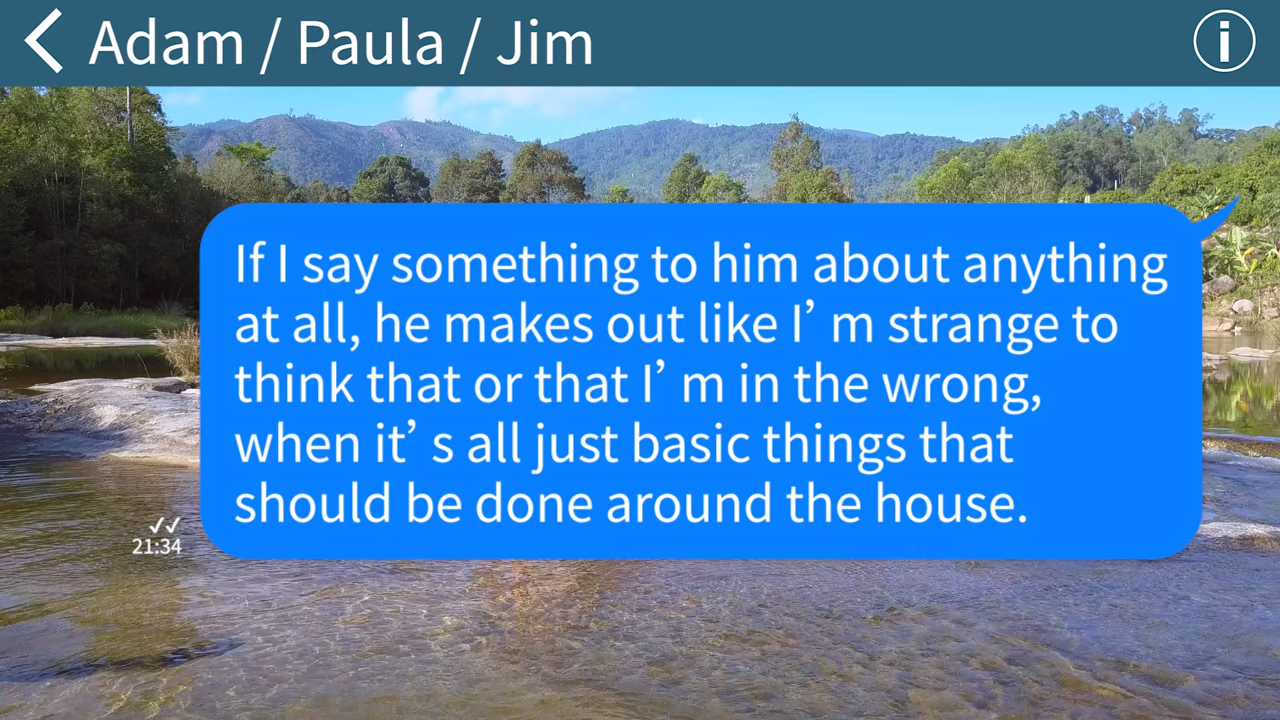 Adam / Paula / Jim
If I say something to him about anything
at all, he makes out like I’m strange to
think that or that I’m in the wrong,
when it’s all just basic things that
should be done around the house.
21:34